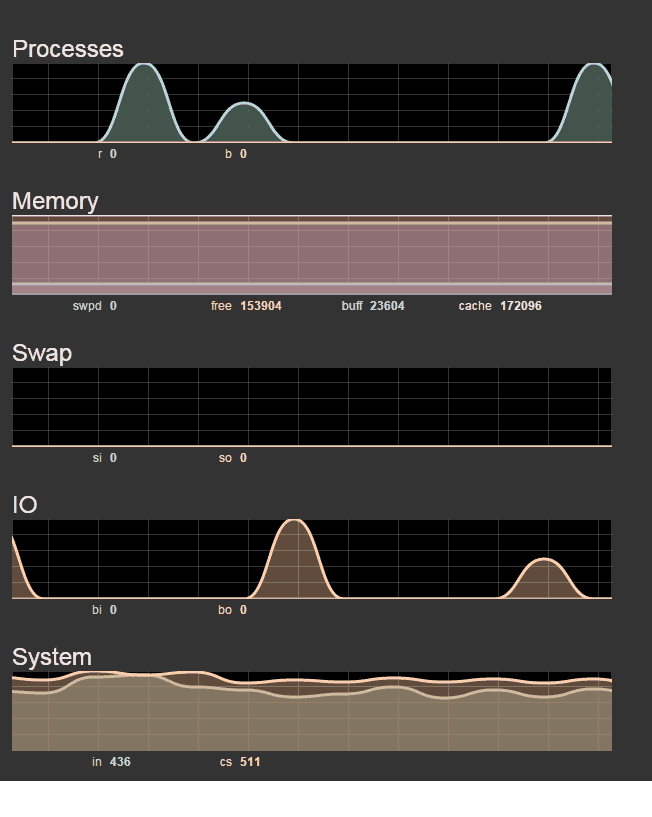 Processes
r 0 b 0
Memory
swpd 0 free 153904 buff 23604 cache 172096
Swap
si 0 so 0
IO
bi 0 bo 0
System
in 436 cs 511